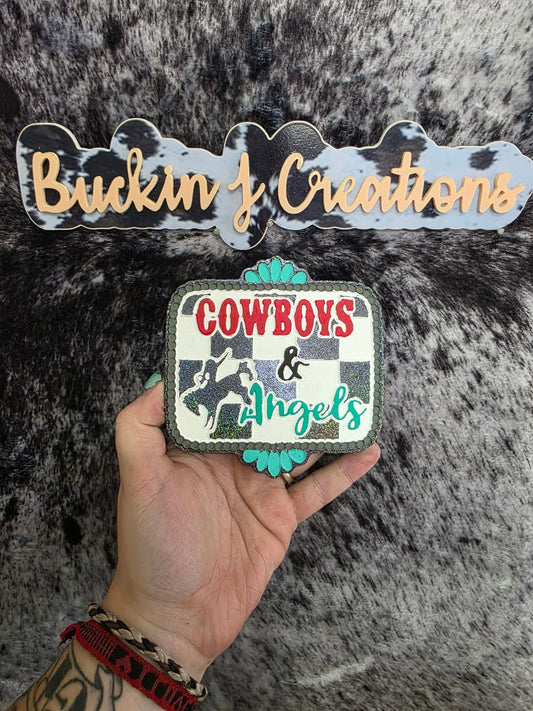 Buckin J Creations
COWBOYS
&
Angels